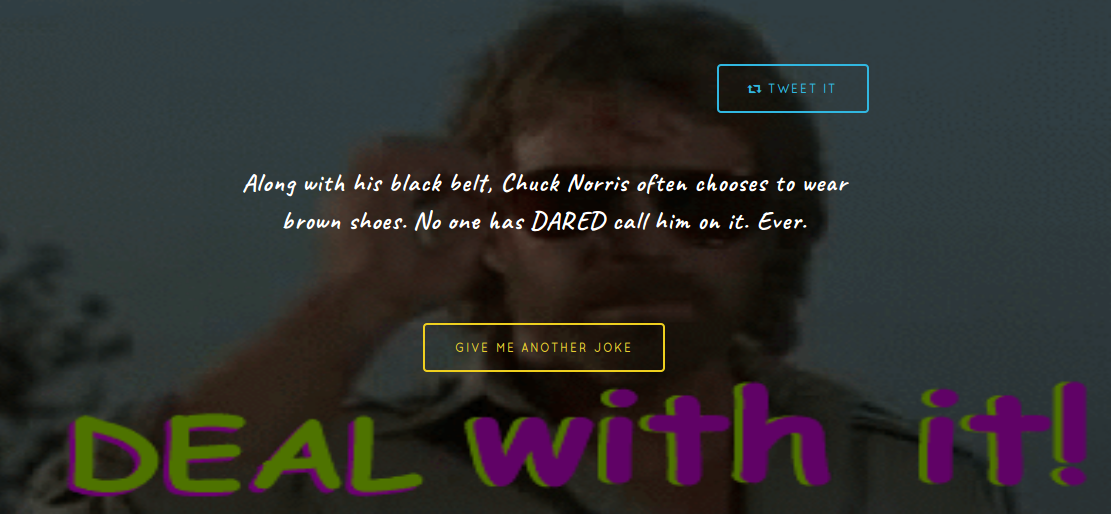 TWEET IT
Along with his black belt, Chuck Norris often chooses to wear
brown shoes. No one has DARED call him on it. Ever.
GIVE ME ANOTHER JOKE
DEAL with it!